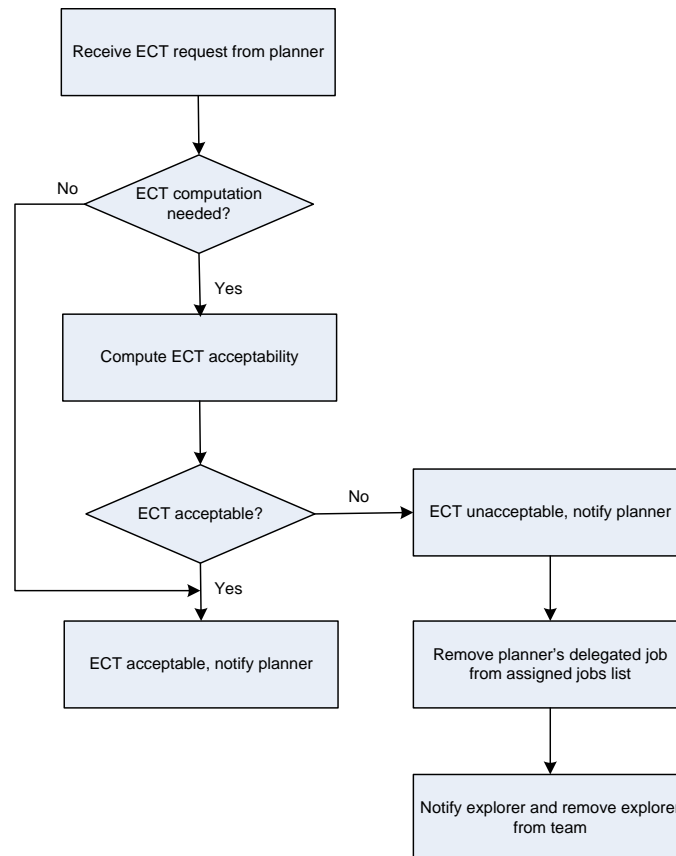 Receive ECT request from planner
No
ECT computation
needed?
Yes
Compute ECT acceptability
ECT acceptable?
No
ECT unacceptable, notify planner
Yes
ECT acceptable, notify planner
Remove planner's delegated job
from assigned jobs list
Notify explorer and remove explorer
from team